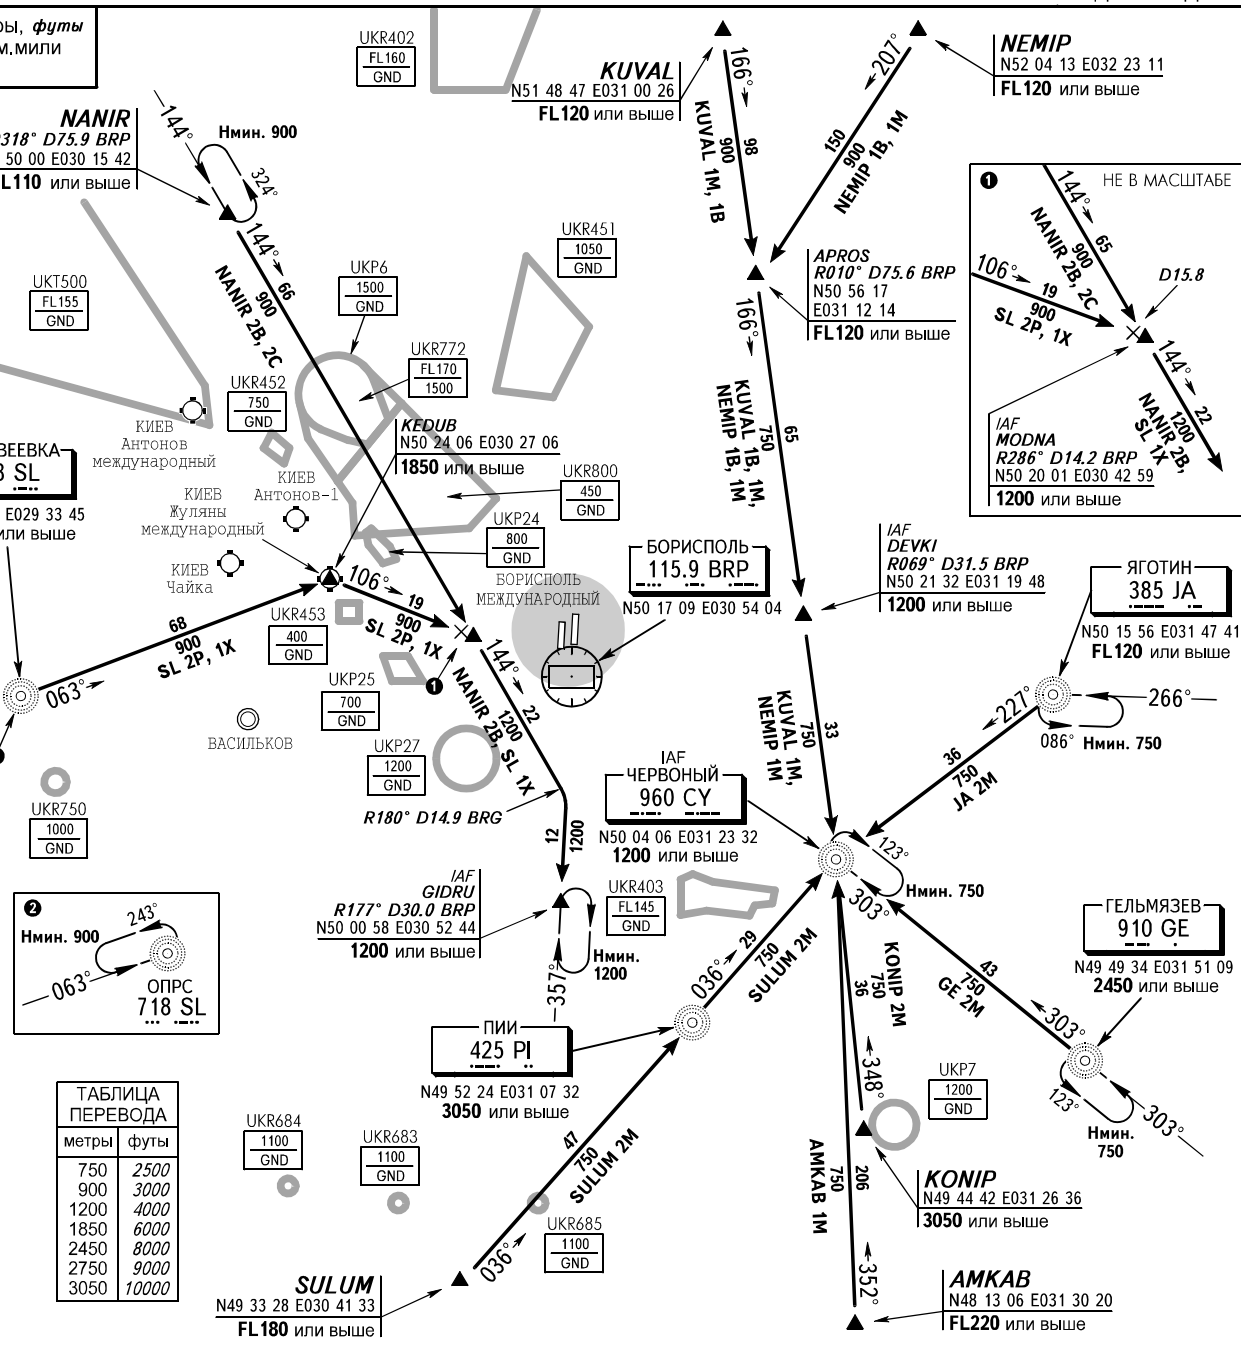 футы
м.мили
UKR402
FL160
GND
KUVAL
N51 48 47 E031 00 26
FL120 или выше
NEMIP
N52 04 13 E032 23 11
FL120 или выше
166°
98
900
KUVAL 1M, 1B
207°
150
900
NEMIP 1B, 1M
NANIR
318° D75.9 BRP
50 00 E030 15 42
или выше
144°
Нмин. 900
324°
144°
66
900
NANIR 2B, 2C
UKT500
FL155
GND
UKP6
1500
GND
UKR451
1050
GND
UKR772
FL170
1500
UKR452
750
GND
APROS
R010° D75.6 BRP
N50 56 17
E031 12 14
FL120 или выше
1
НЕ В МАСШТАБЕ
144°
65
900
NANIR 2B, 2C
106°
19
900
SL 2P, 1X
D15.8
144°
22
1200
NANIR 2B,
SL 1X
IAF
MODNA
R286° D14.2 BRP
N50 20 01 E030 42 59
1200 или выше
166°
65
750
KUVAL 1B, 1M,
NEMIP 1B, 1M
КИЕВ
Антонов
международный
KEDUB
N50 24 06 E030 27 06
1850 или выше
КИЕВ
Антонов-1
UKR800
450
GND
КИЕВ
Жуляны
международный
КИЕВ
Чайка
UKP24
800
GND
ВЕЕВКА
SL
E029 33 45
или выше
БОРИСПОЛЬ
МЕЖДУНАРОДНЫЙ
БОРИСПОЛЬ
115.9 BRP
N50 17 09 E030 54 04
IAF
DEVKI
R069° D31.5 BRP
N50 21 32 E031 19 48
1200 или выше
ЯГОТИН
385 JA
N50 15 56 E031 47 41
FL120 или выше
106°
19
900
SL 2P, 1X
UKR453
400
GND
68
900
SL 2P, 1X
063°
UKP25
700
GND
1
144°
22
1200
NANIR 2B, SL 1X
ВАСИЛЬКОВ
UKP27
1200
GND
R180° D14.9 BRG
12
1200
UKR750
1000
GND
33
750
KUVAL 1M,
NEMIP 1M
227°
266°
086° Нмин. 750
36
750
JA 2M
IAF
ЧЕРВОНЫЙ
960 CY
N50 04 06 E031 23 32
1200 или выше
123°
Нмин. 750
303°
IAF
GIDRU
R177° D30.0 BRP
N50 00 58 E030 52 44
1200 или выше
UKR403
FL145
GND
Нмин.
1200
357°
2
243°
Нмин. 900
063°
ОПРС
718 SL
ГЕЛЬМЯЗЕВ
910 GE
N49 49 34 E031 51 09
2450 или выше
43
750
GE 2M
303°
123°
Нмин.
750
303°
036°
29
750
SULUM 2M
KONIP 2M
750
36
348°
ПИИ
425 PI
N49 52 24 E031 07 32
3050 или выше
UKP7
1200
GND
ТАБЛИЦА
ПЕРЕВОДА
метры футы
750 2500
900 3000
1200 4000
1850 6000
2450 8000
2750 9000
3050 10000
UKR684
1100
GND
UKR683
1100
GND
47
750
SULUM 2M
UKR685
1100
GND
036°
SULUM
N49 33 28 E030 41 33
FL180 или выше
206
750
AMKAB 1M
352°
KONIP
N49 44 42 E031 26 36
3050 или выше
AMKAB
N48 13 06 E031 30 20
FL220 или выше